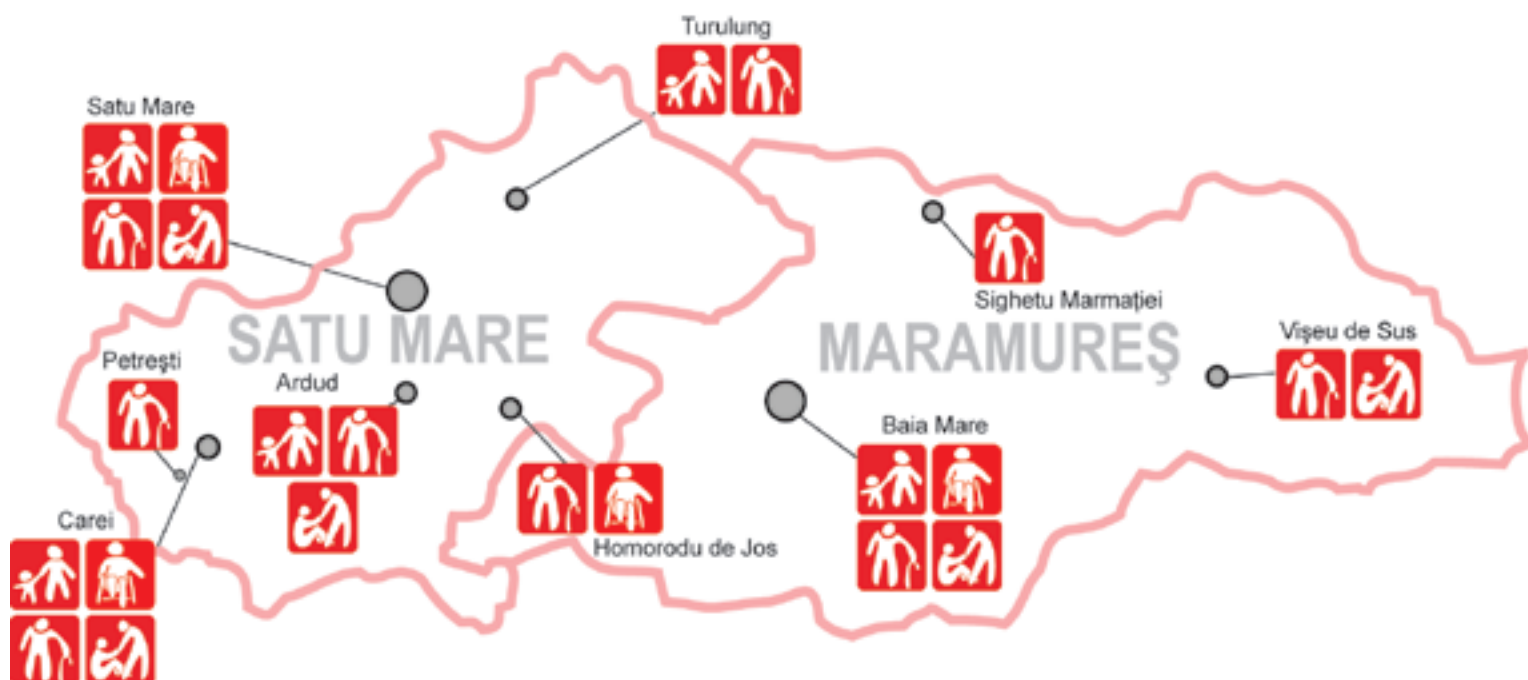 Turulung
Satu Mare
SATU MARE
MARAMUREŞ
Sighetu Marmaţiei
Vişeu de Sus
Petreşti
Ardud
Baia Mare
Carei
Homorodu de Jos